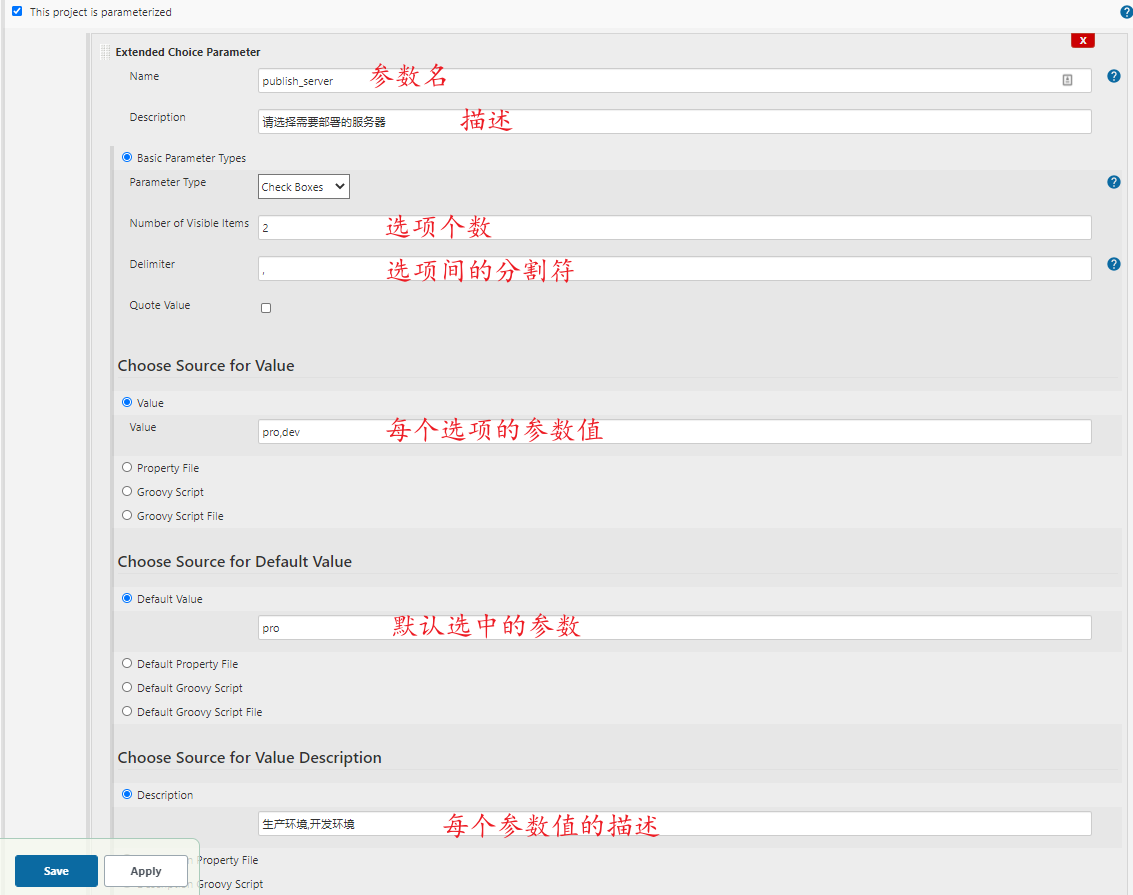 This project is parameterized
Extended Choice Parameter
X
Name
publish_server 参数名
Description
请选择需要部署的服务器 描述
Basic Parameter Types
Parameter Type
Check Boxes
Number of Visible Items
2 选项个数
Delimiter
, 选项间的分割符
Quote Value
Choose Source for Value
Value
Value
pro,dev 每个选项的参数值
Property File
Groovy Script
Groovy Script File
Choose Source for Default Value
Default Value
pro 默认选中的参数
Default Property File
Default Groovy Script
Default Groovy Script File
Choose Source for Value Description
Description
生产环境,开发环境 每个参数值的描述
Property File
Groovy Script
Save
Apply